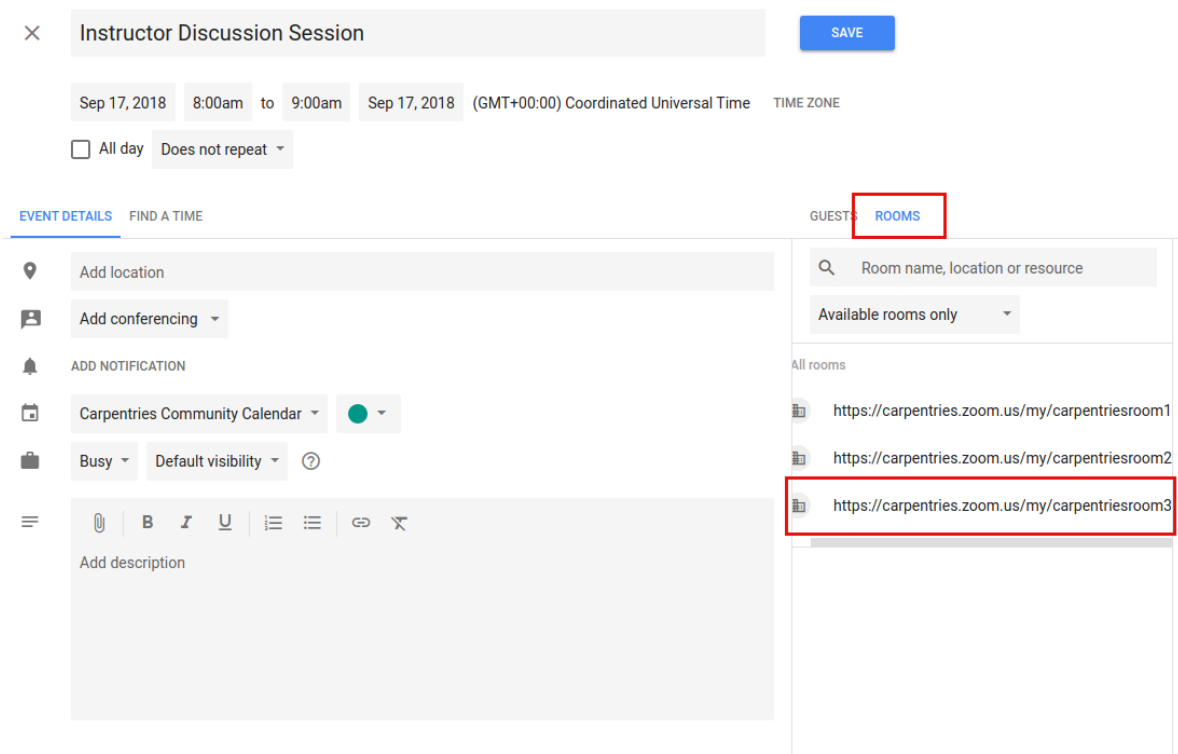 Instructor Discussion Session
SAVE
Sep 17, 2018 8:00am to 9:00am Sep 17, 2018 (GMT+00:00) Coordinated Universal Time TIME ZONE
All day Does not repeat
EVENT DETAILS FIND A TIME
GUESTS ROOMS
Add location
Add conferencing
ADD NOTIFICATION
Carpentries Community Calendar
Busy Default visibility ?
B I U
Add description
Room name, location or resource
Available rooms only
All rooms
https://carpentries.zoom.us/my/carpentriesroom1
https://carpentries.zoom.us/my/carpentriesroom2
https://carpentries.zoom.us/my/carpentriesroom3